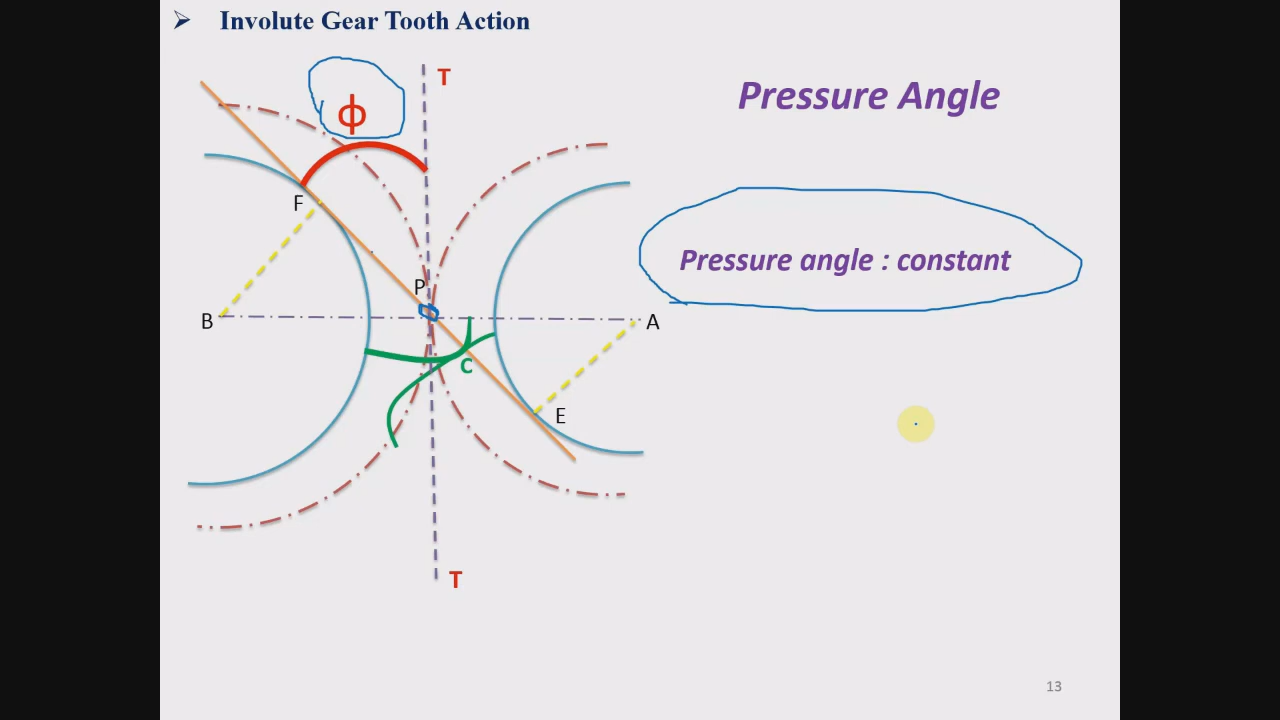 Involute Gear Tooth Action
T
Pressure Angle
ϕ
F
Pressure angle : constant
P
B
A
C
E
T
13